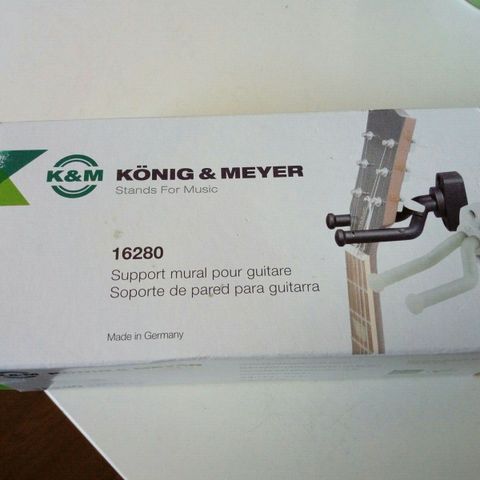 K&M
KÖNIG & MEYER
Stands For Music
16280
Support mural pour guitare
Soporte de pared para guitarra
Made in Germany
K&M